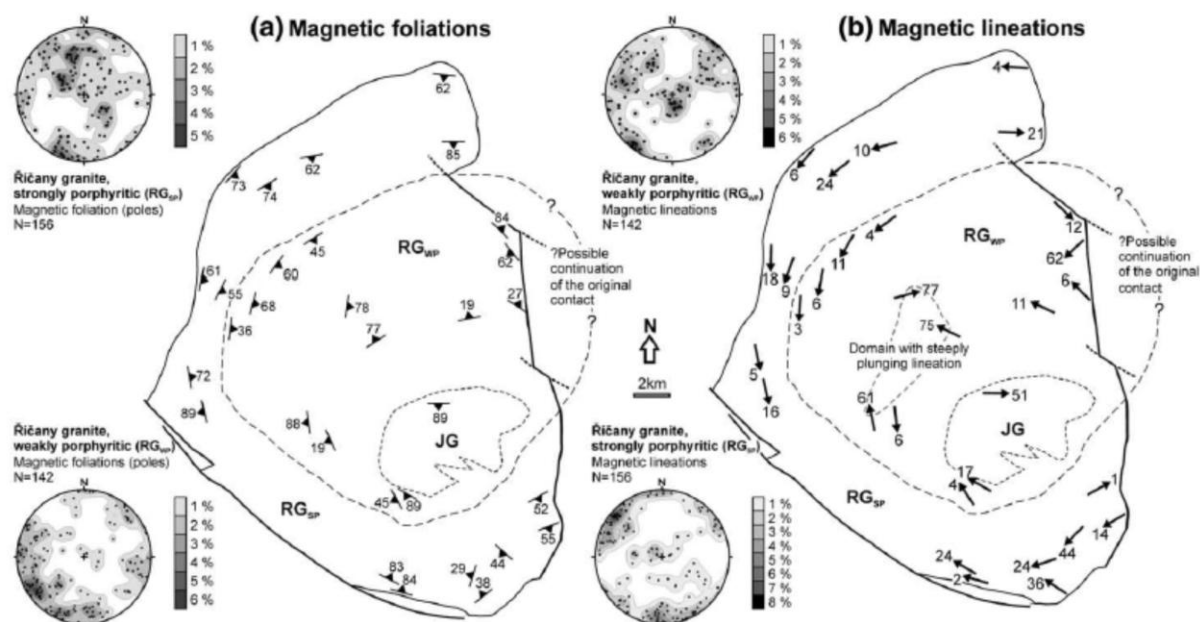 (a) Magnetic foliations
N
1 %
2 %
3 %
4 %
5 %
Říčany granite,
strongly porphyritic (RGSP)
Magnetic foliation (poles)
N=156
62
85
62
73
74
45
60
61
55
68
36
78
77
19
84
62
27
72
89
88
19
89
45
89
52
55
44
29
38
83
84
RGWP
JG
RGSP
?
?Possible
continuation
of the original
contact
?
Říčany granite,
weakly porphyritic (RGWP)
Magnetic foliations (poles)
N=142
N
1 %
2 %
3 %
4 %
5 %
6 %
N
2km
(b) Magnetic lineations
N
1 %
2 %
3 %
4 %
5 %
6 %
Říčany granite,
weakly porphyritic (RGWP)
Magnetic lineations
N=142
4
21
10
6
24
4
11
18
9
6
3
12
62
6
11
77
75
Domain with steeply
plunging lineation
5
16
61
6
51
17
4
1
14
44
24
36
24
2
RGWP
JG
RGSP
?
?Possible
continuation
of the original
contact
?
Říčany granite,
strongly porphyritic (RGSP)
Magnetic lineations
N=156
N
1 %
2 %
3 %
4 %
5 %
6 %
7 %
8 %